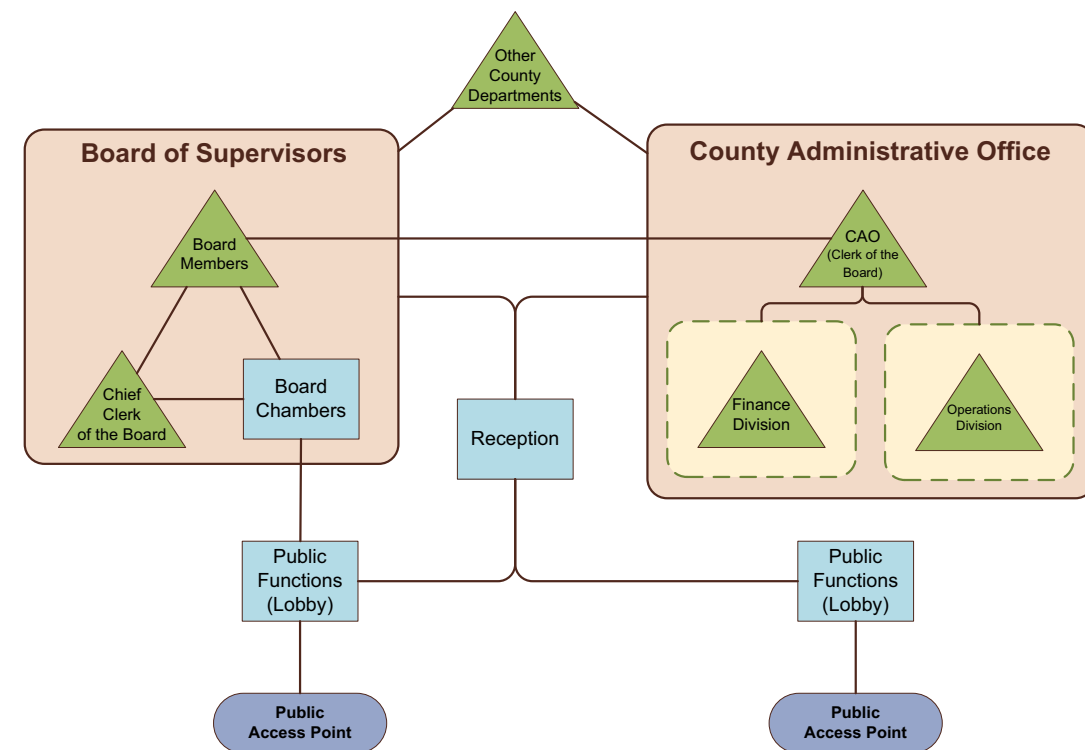 Other
County
Departments
Board of Supervisors
County Administrative Office
Board
Members
CAO
(Clerk of the
Board)
Chief
Clerk
of the Board
Board
Chambers
Reception
Finance
Division
Operations
Division
Public
Functions
(Lobby)
Public
Functions
(Lobby)
Public
Access Point
Public
Access Point